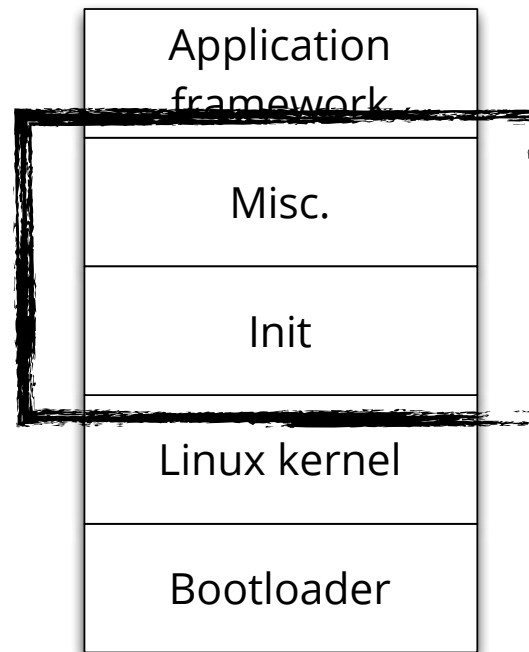 Application
framework
Misc.
Init
Linux kernel
Bootloader